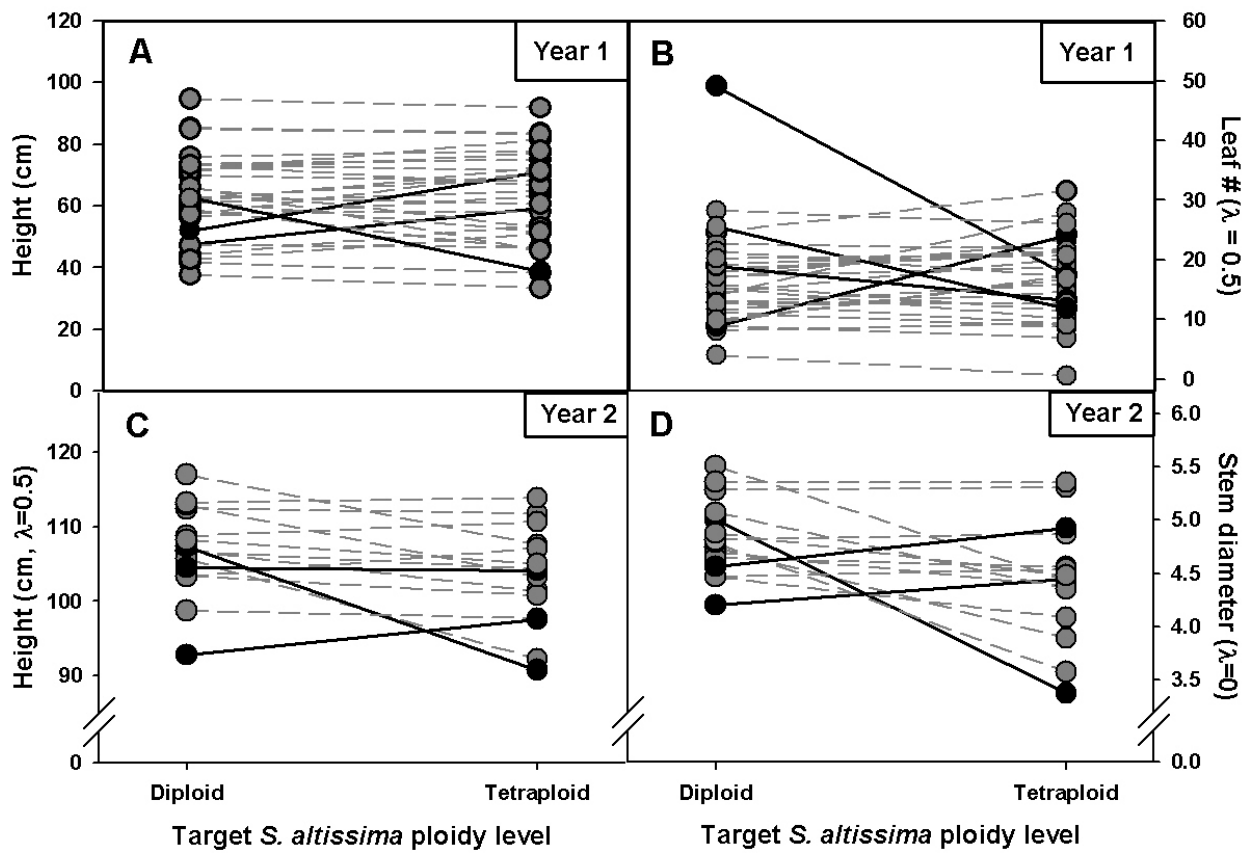 A
Year 1
120
100
80
60
40
20
0
Height (cm)
B
Year 1
60
50
40
30
20
10
0
Leaf # (λ = 0.5)
C
Year 2
120
110
100
90
0
Height (cm, λ=0.5)
D
Year 2
6.0
5.5
5.0
4.5
4.0
3.5
0.0
Stem diameter (λ=0)
Diploid
Tetraploid
Diploid
Tetraploid
Target S. altissima ploidy level
Target S. altissima ploidy level